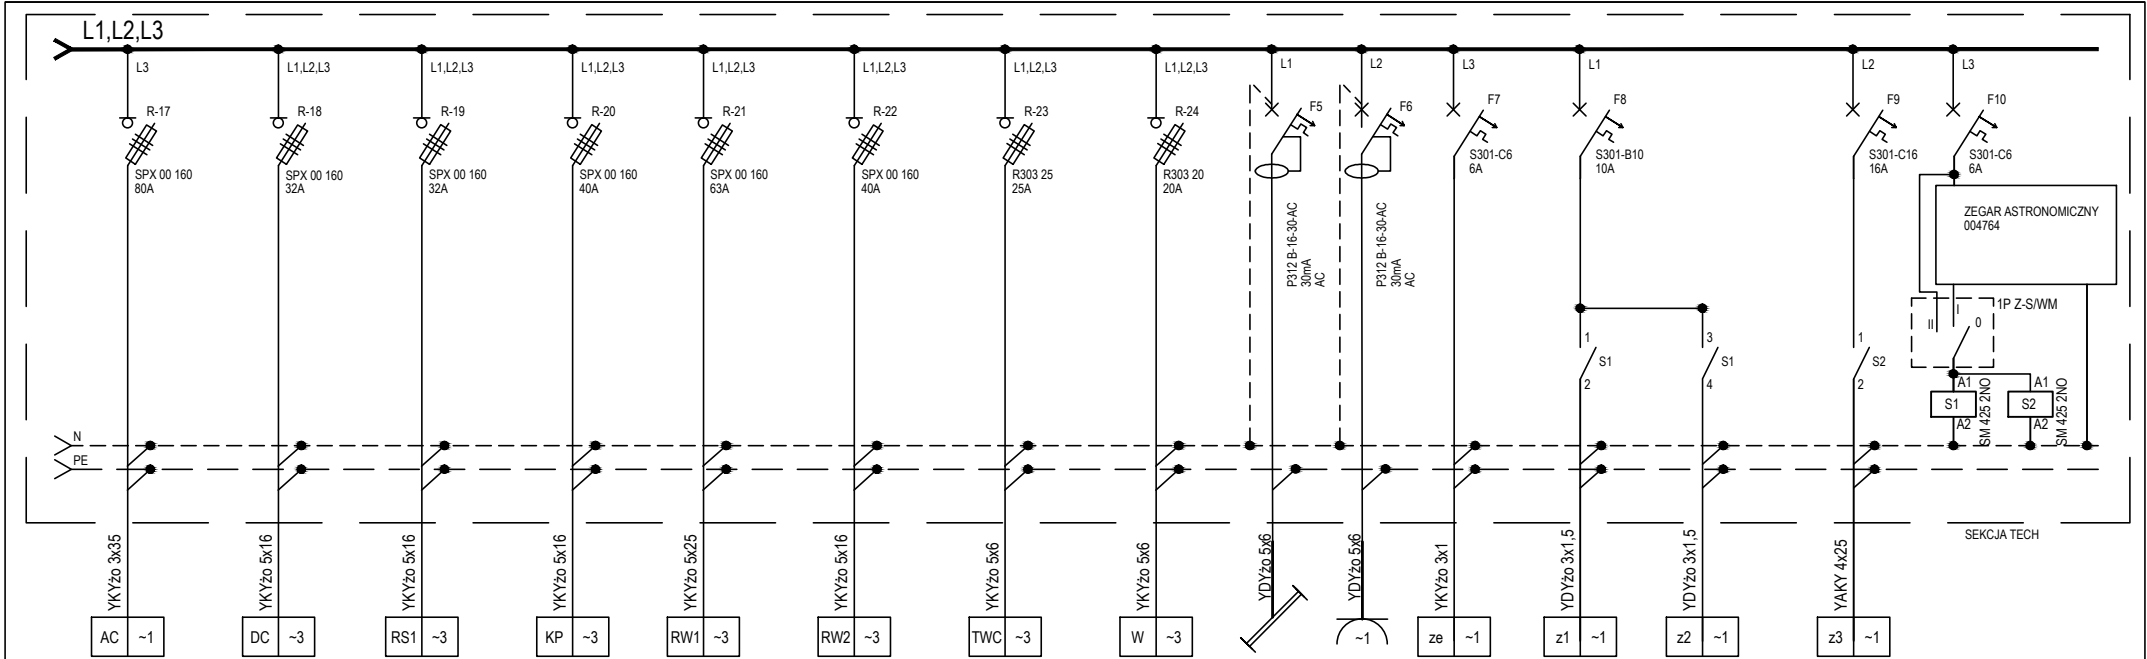 L1,L2,L3
L3
L1,L2,L3
L1,L2,L3
L1,L2,L3
L1,L2,L3
L1,L2,L3
L1,L2,L3
L1,L2,L3
L1
L2
L3
L1
L2
L3
R-17
SPX 00 160
80A
R-18
SPX 00 160
32A
R-19
SPX 00 160
32A
R-20
SPX 00 160
40A
R-21
SPX 00 160
63A
R-22
SPX 00 160
40A
R-23
R303 25
25A
R-24
R303 20
20A
F5
P312 B-16-30-AC
30mA
AC
F6
P312 B-16-30-AC
30mA
AC
F7
S301-C6
6A
F8
S301-B10
10A
F9
S301-C16
16A
F10
S301-C6
6A
ZEGAR ASTRONOMICZNY
004764
1P Z-S/WM
I
II
0
1
S1
2
3
S1
4
1
S2
2
A1
S1
A2
SM 425 2NO
A1
S2
A2
SM 425 2NO
N
PE
SEKCJA TECH
YKYżo 3x35
YKYżo 5x16
YKYżo 5x16
YKYżo 5x16
YKYżo 5x25
YKYżo 5x16
YKYżo 5x6
YKYżo 5x6
YDYżo 5x6
YDYżo 5x6
YKYżo 3x1
YDYżo 3x1,5
YDYżo 3x1,5
YAKY 4x25
AC ~1
DC ~3
RS1 ~3
KP ~3
RW1 ~3
RW2 ~3
TWC ~3
W ~3
~1
ze ~1
z1 ~1
z2 ~1
z3 ~1